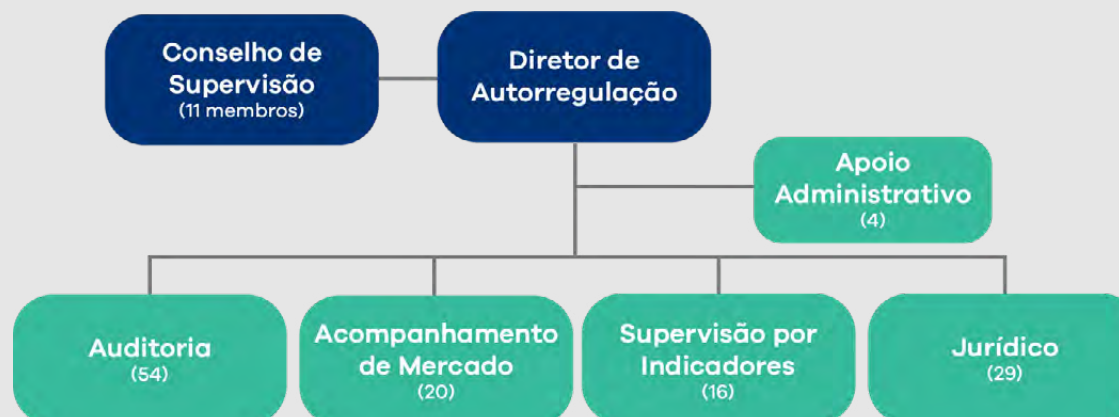 Conselho de
Supervisão
(11 membros)
Diretor de
Autorregulação
Apoio
Administrativo
(4)
Auditoria
(54)
Acompanhamento
de Mercado
(20)
Supervisão por
Indicadores
(16)
Jurídico
(29)